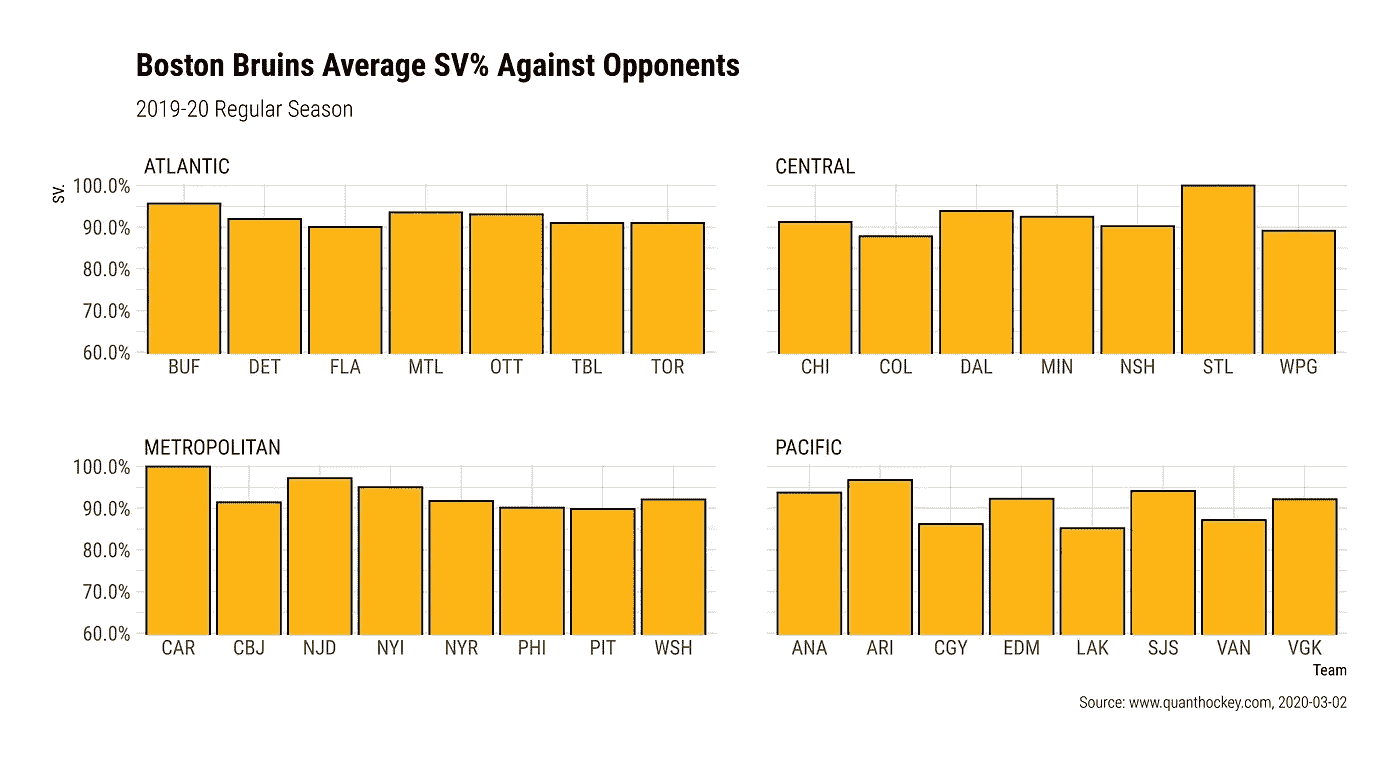 Boston Bruins Average SV% Against Opponents
2019-20 Regular Season
ATLANTIC
SV.
100.0%
90.0%
80.0%
70.0%
60.0%
BUF DET FLA MTL OTT TBL TOR
CENTRAL
CHI COL DAL MIN NSH STL WPG
METROPOLITAN
100.0%
90.0%
80.0%
70.0%
60.0%
CAR CBJ NJD NYI NYR PHI PIT WSH
PACIFIC
ANA ARI CGY EDM LAK SJS VAN VGK
Team
Source: www.quanthockey.com, 2020-03-02